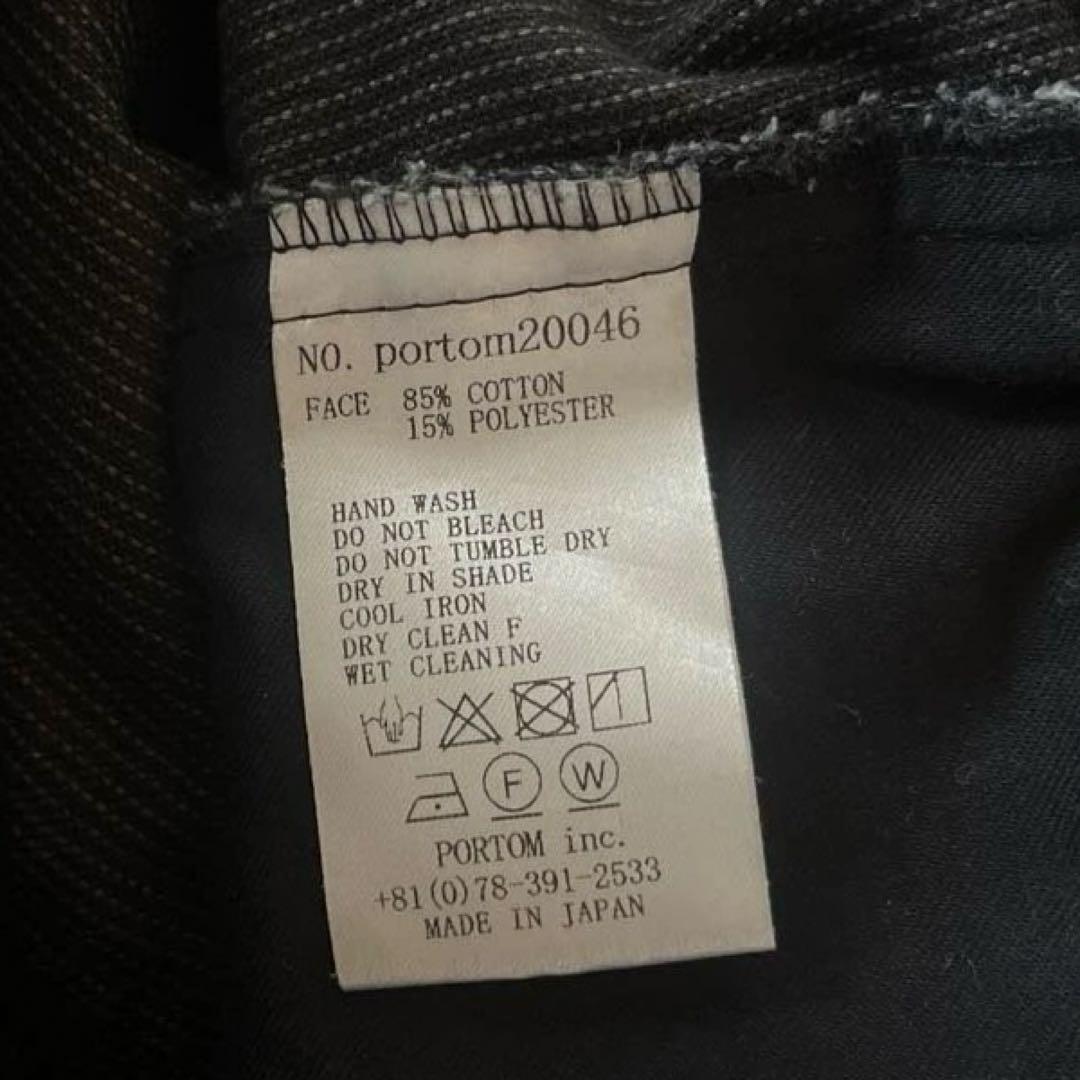 NO. portom20046
FACE 85% COTTON
15% POLYESTER
HAND WASH
DO NOT BLEACH
DO NOT TUMBLE DRY
DRY IN SHADE
COOL IRON
DRY CLEAN F
WET CLEANING
F W
PORTOM inc.
+81(0)78-391-2533
MADE IN JAPAN